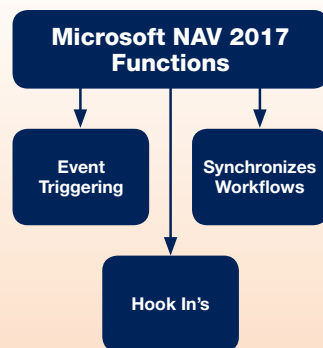 Microsoft NAV 2017
Functions
Event
Triggering
Synchronizes
Workflows
Hook In's